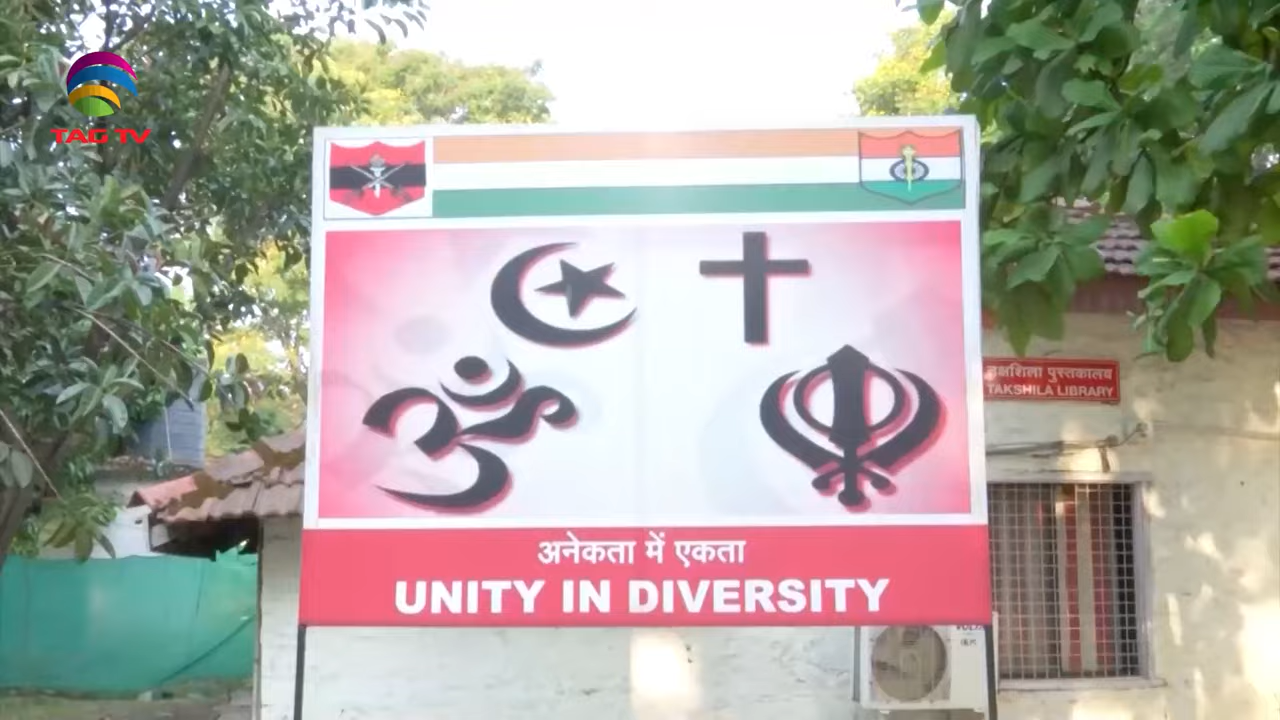 TAG TV
तक्षशिला पुस्तकालय
TAKSHILA LIBRARY
अनेकता में एकता
UNITY IN DIVERSITY